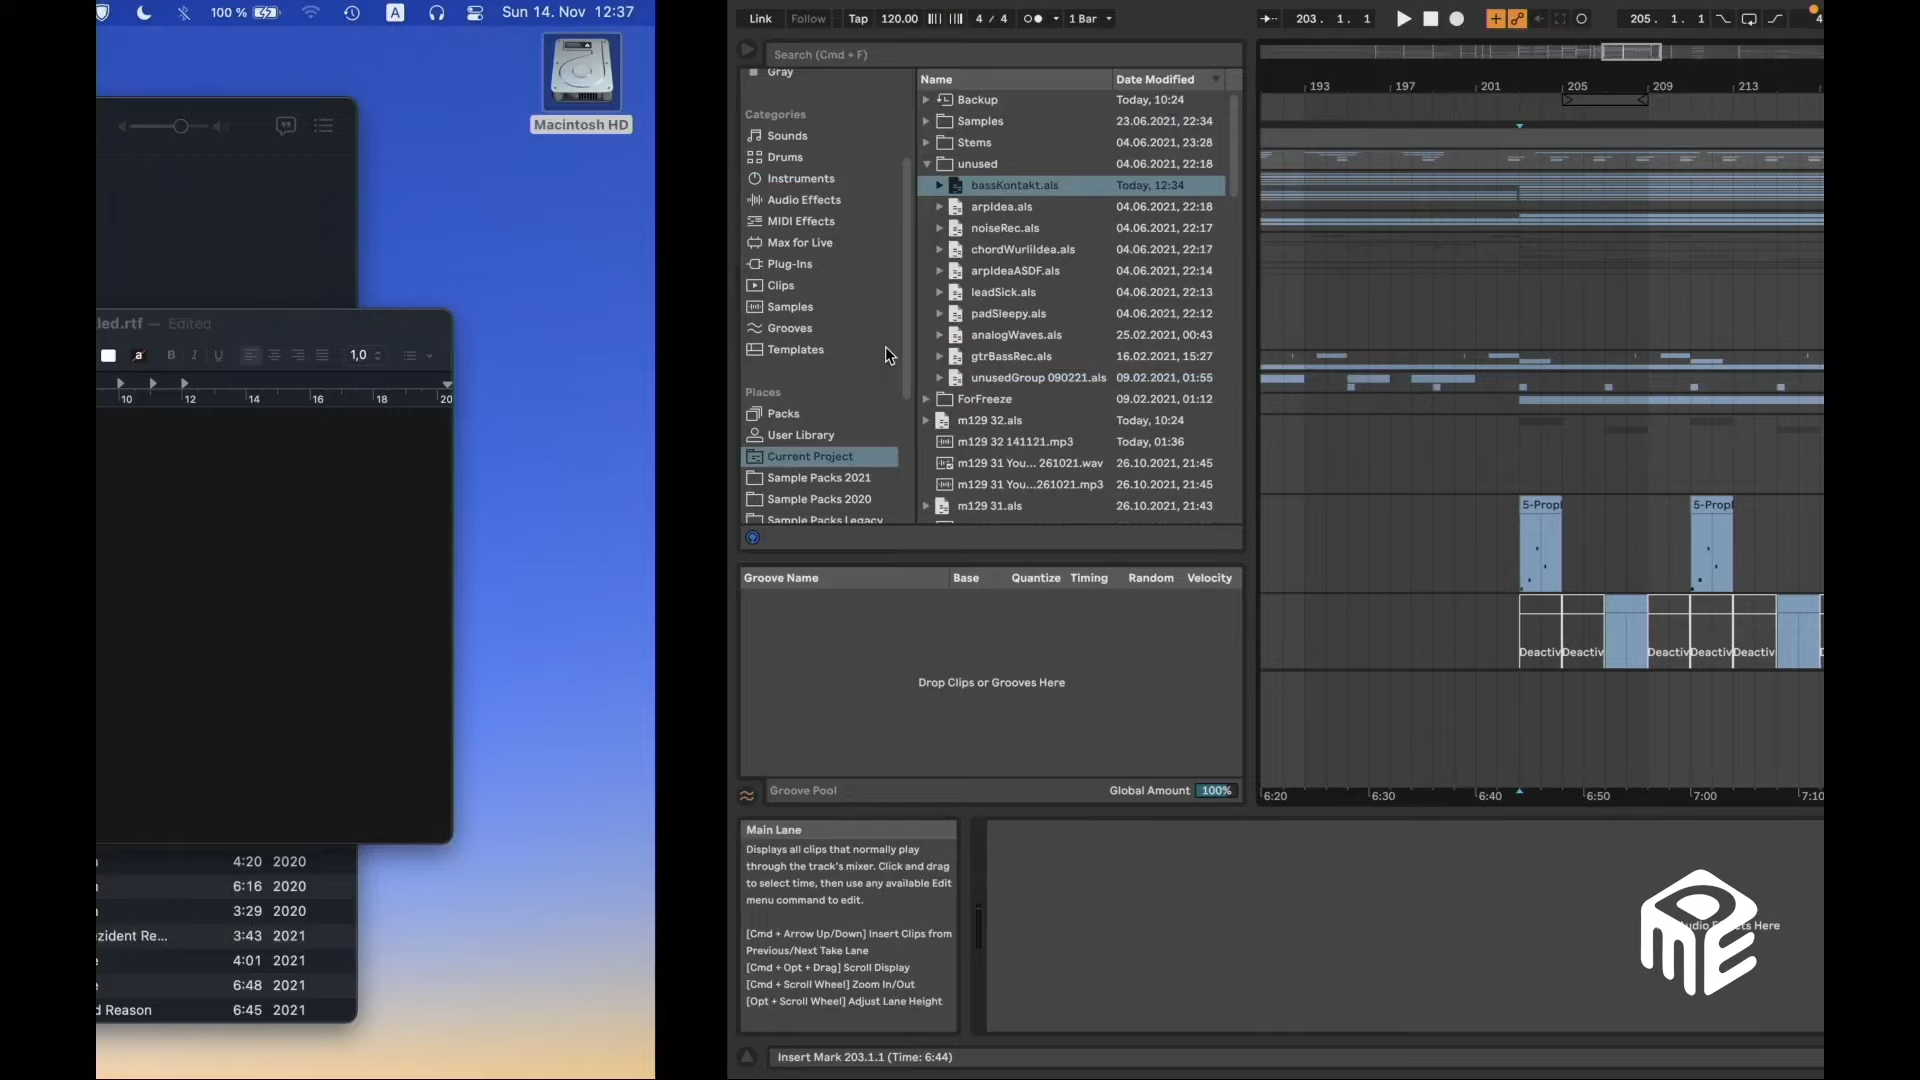 100 %
A
Sun 14. Nov 12:37
Macintosh HD
led.rtf — Edited
a
B I U
1,0
10 12 14 16 18 20
4:20 2020
6:16 2020
3:29 2020
zident Re... 3:43 2021
4:01 2021
6:48 2021
d Reason 6:45 2021
Link Follow Tap 120.00 4 / 4 1 Bar 203. 1. 1 205. 1. 1 4
Search (Cmd + F)
Gray
Categories
Sounds
Drums
Instruments
Audio Effects
MIDI Effects
Max for Live
Plug-Ins
Clips
Samples
Grooves
Templates
Places
Packs
User Library
Current Project
Sample Packs 2021
Sample Packs 2020
Sample Packs Legacy
Name Date Modified
Backup Today, 10:24
Samples 23.06.2021, 22:34
Stems 04.06.2021, 23:28
unused 04.06.2021, 22:18
bassKontakt.als Today, 12:34
arpIdea.als 04.06.2021, 22:18
noiseRec.als 04.06.2021, 22:17
chordWurliIdea.als 04.06.2021, 22:17
arpIdeaASDF.als 04.06.2021, 22:14
leadSick.als 04.06.2021, 22:13
padSleepy.als 04.06.2021, 22:12
analogWaves.als 25.02.2021, 00:43
gtrBassRec.als 16.02.2021, 15:27
unusedGroup 090221.als 09.02.2021, 01:55
ForFreeze 09.02.2021, 01:12
m129 32.als Today, 10:24
m129 32 141121.mp3 Today, 01:36
m129 31 You... 261021.wav 26.10.2021, 21:45
m129 31 You...261021.mp3 26.10.2021, 21:45
m129 31.als 26.10.2021, 21:43
Groove Name Base Quantize Timing Random Velocity
Drop Clips or Grooves Here
Groove Pool Global Amount 100%
193 197 201 205 209 213
5-Propl 5-Propl
Deactiv Deactiv Deactiv Deactiv Deactiv
6:20 6:30 6:40 6:50 7:00 7:10
Main Lane
Displays all clips that normally play
through the track's mixer. Click and drag
to select time, then use any available Edit
menu command to edit.
[Cmd + Arrow Up/Down] Insert Clips from
Previous/Next Take Lane
[Cmd + Opt + Drag] Scroll Display
[Cmd + Scroll Wheel] Zoom In/Out
[Opt + Scroll Wheel] Adjust Lane Height
Here
Insert Mark 203.1.1 (Time: 6:44)